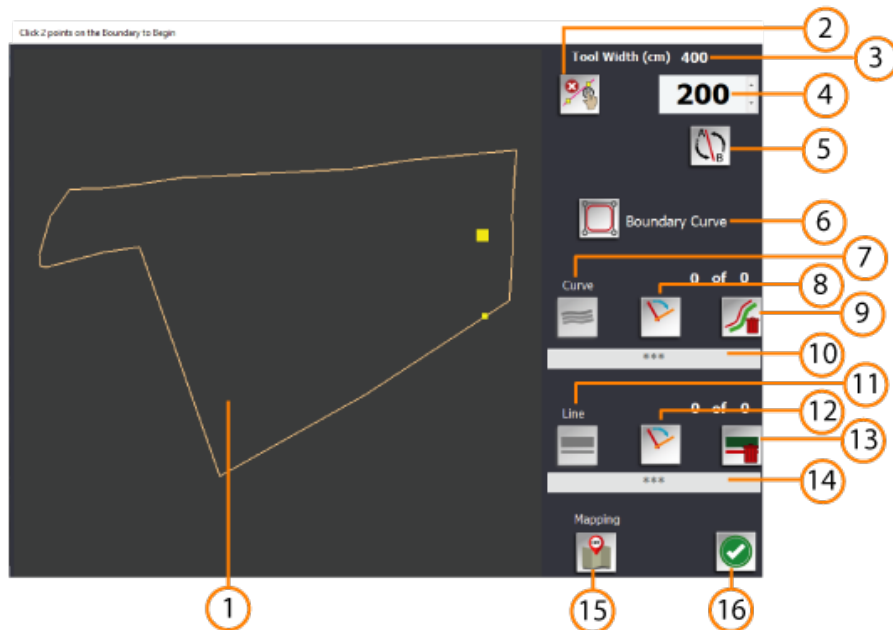 Click 2 points on the Boundary to Begin
2
Tool Width (cm) 400
3
200
4
A
B
5
Boundary Curve
6
7
Curve
0 of 0
8
9
***
10
11
Line
0 of 0
12
13
***
14
Mapping
1
15
16